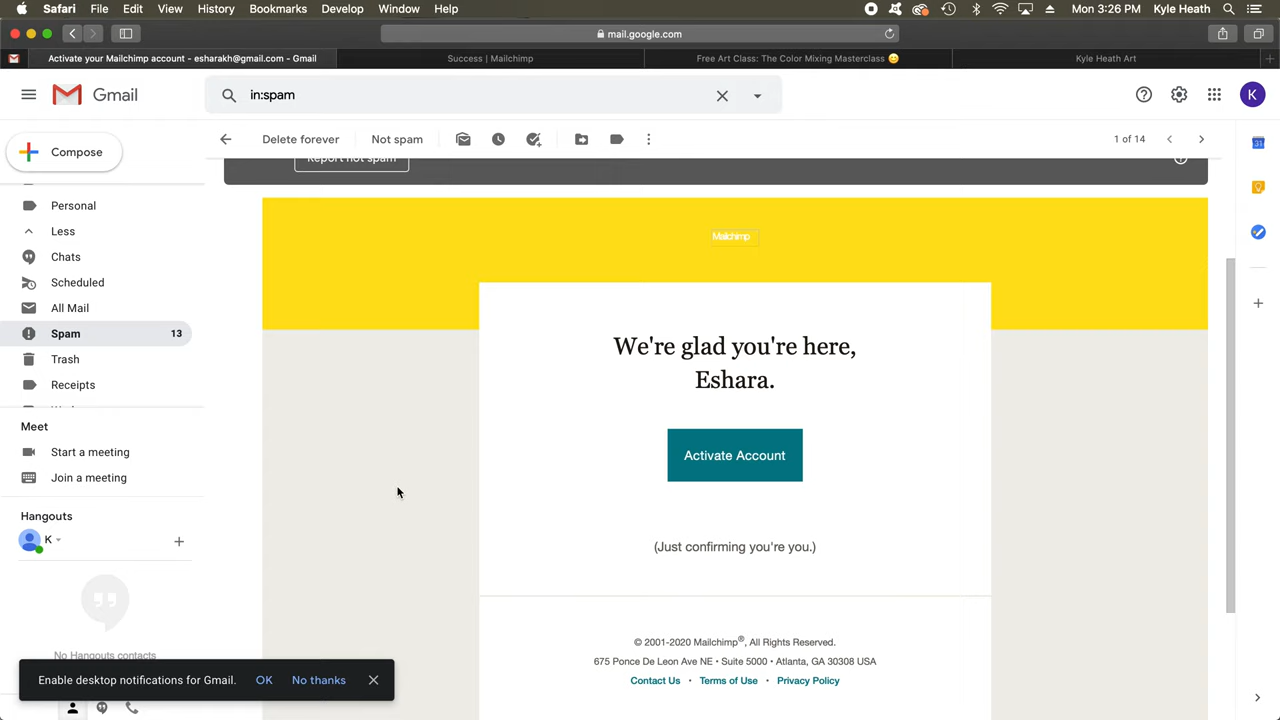 Safari File Edit View History Bookmarks Develop Window Help Mon 3:26 PM Kyle Heath
mail.google.com
Activate your Mailchimp account - esharakh@gmail.com - Gmail
Success | Mailchimp
Free Art Class: The Color Mixing Masterclass 😊
Kyle Heath Art
Gmail
in:spam
K
Compose
Delete forever
Not spam
1 of 14
Report not spam
Personal
Less
Chats
Scheduled
All Mail
Spam 13
Trash
Receipts
Meet
Start a meeting
Join a meeting
Hangouts
K
No Hangouts contacts
Enable desktop notifications for Gmail. OK No thanks
Mailchimp
We're glad you're here,
Eshara.
Activate Account
(Just confirming you're you.)
© 2001-2020 Mailchimp®, All Rights Reserved.
675 Ponce De Leon Ave NE • Suite 5000 • Atlanta, GA 30308 USA
Contact Us • Terms of Use • Privacy Policy